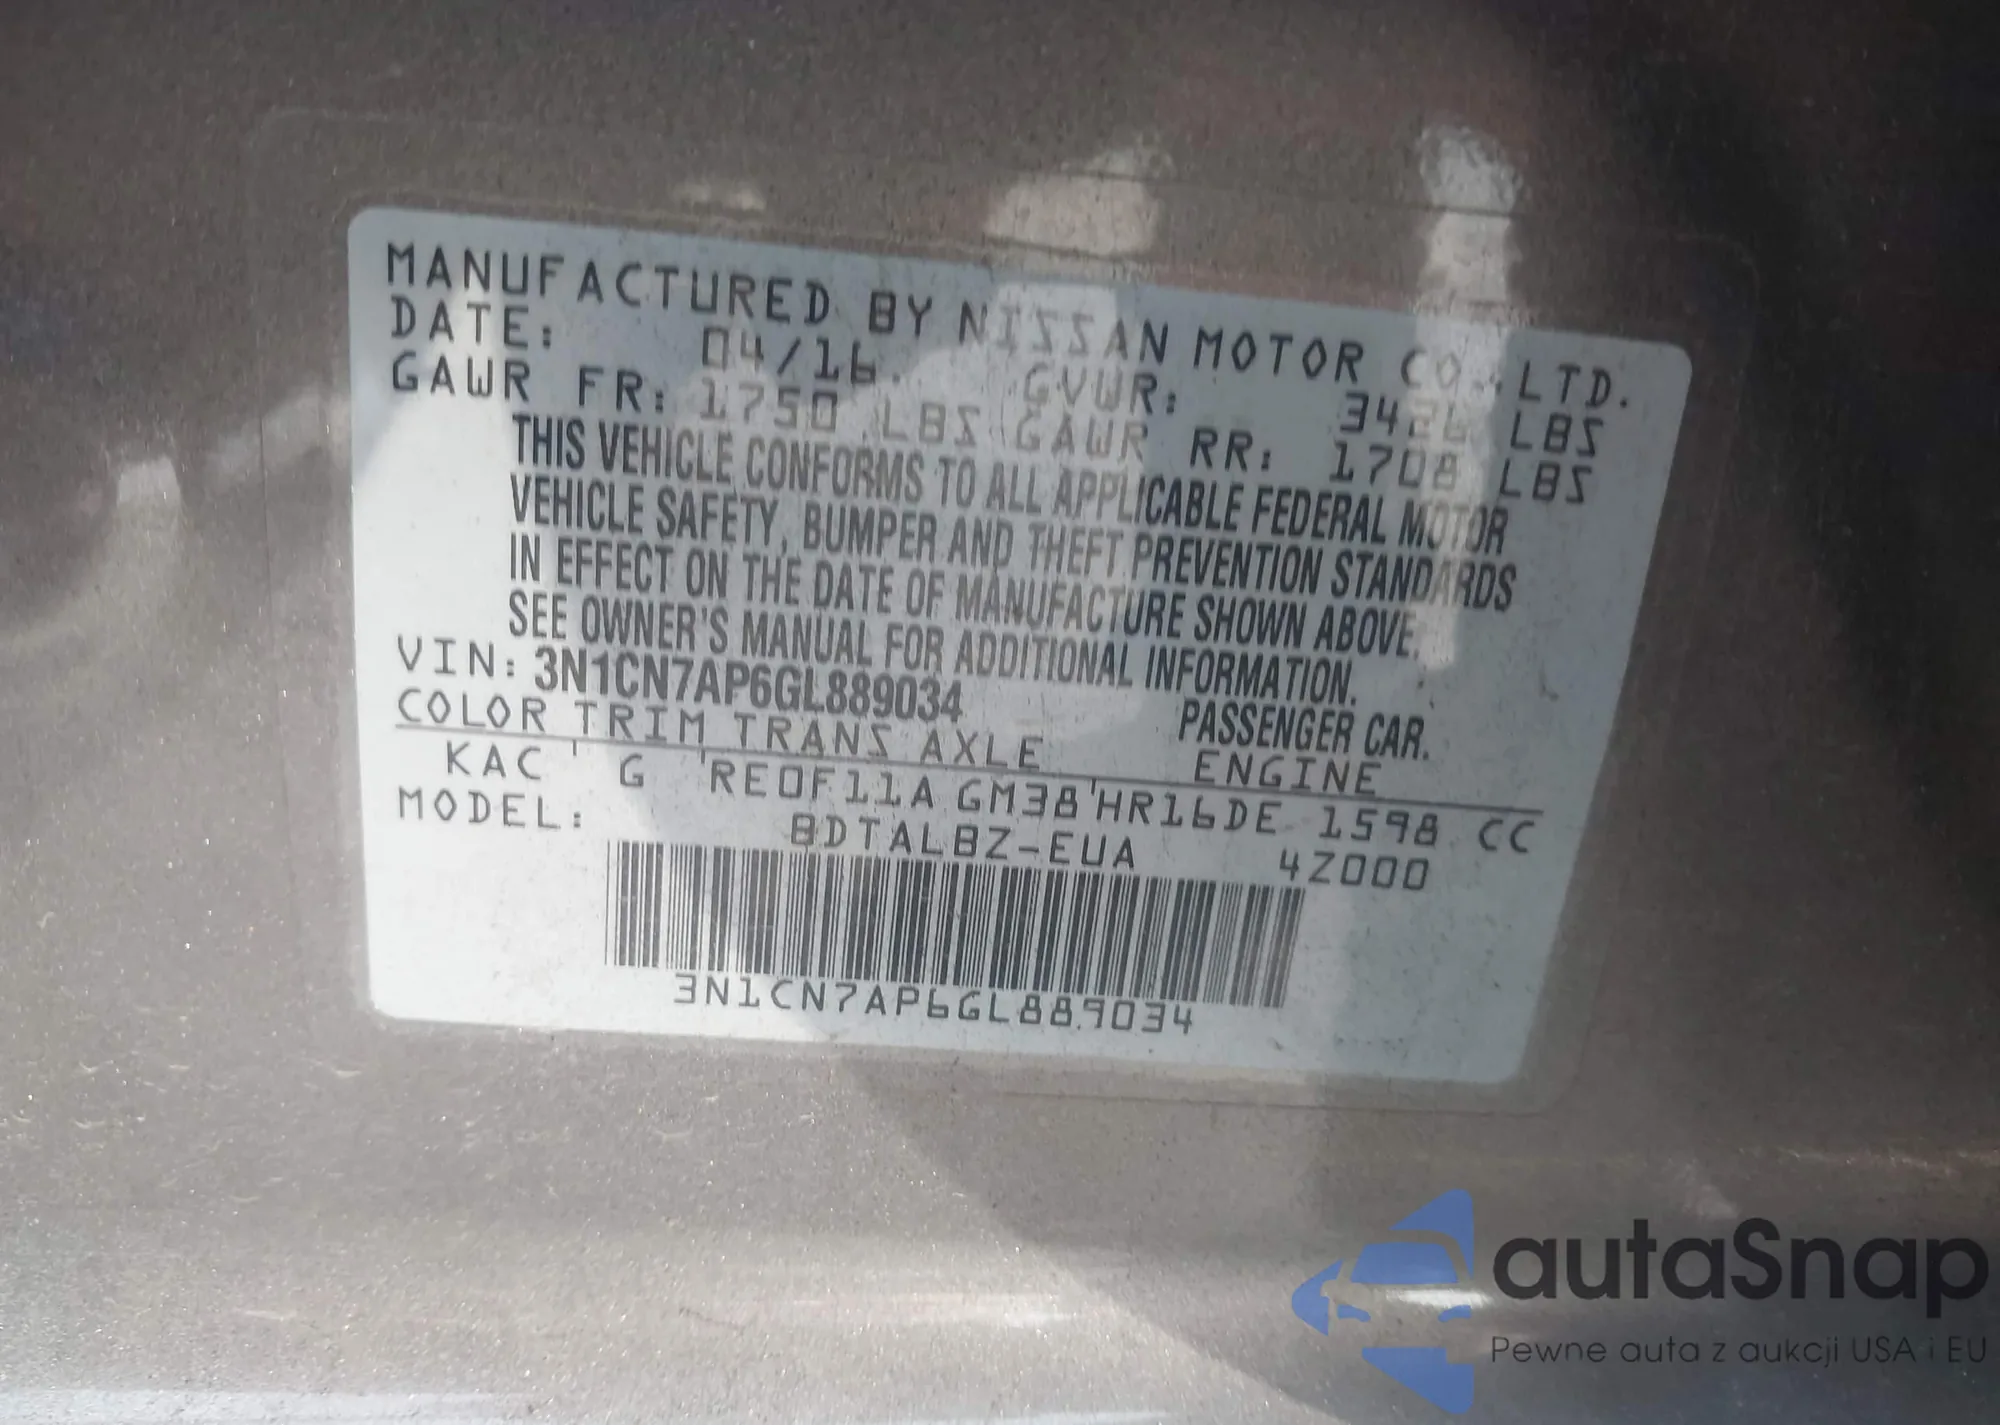 MANUFACTURED BY NISSAN MOTOR CO., LTD.
DATE: 04/16. GVWR: 3426 LBS
GAWR FR: 1750 LBS GAWR RR: 1708 LBS
THIS VEHICLE CONFORMS TO ALL APPLICABLE FEDERAL MOTOR
VEHICLE SAFETY, BUMPER AND THEFT PREVENTION STANDARDS
IN EFFECT ON THE DATE OF MANUFACTURE SHOWN ABOVE.
SEE OWNER'S MANUAL FOR ADDITIONAL INFORMATION.
VIN: 3N1CN7AP6GL889034 PASSENGER CAR.
COLOR TRIM TRANS AXLE ENGINE
KAC G RE0F11A GM38 HR16DE 1598 CC
MODEL: BDTALBZ-EUA 4Z000
3N1CN7AP6GL889034
autaSnap
Pewne auta z aukcji USA i EU